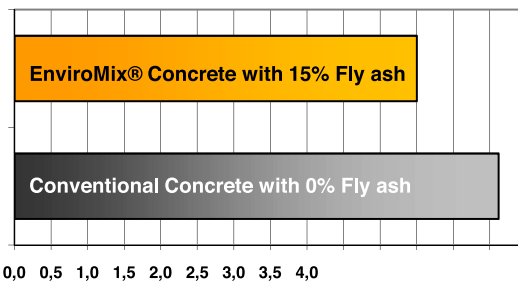 EnviroMix® Concrete with 15% Fly ash
Conventional Concrete with 0% Fly ash
0,0 0,5 1,0 1,5 2,0 2,5 3,0 3,5 4,0